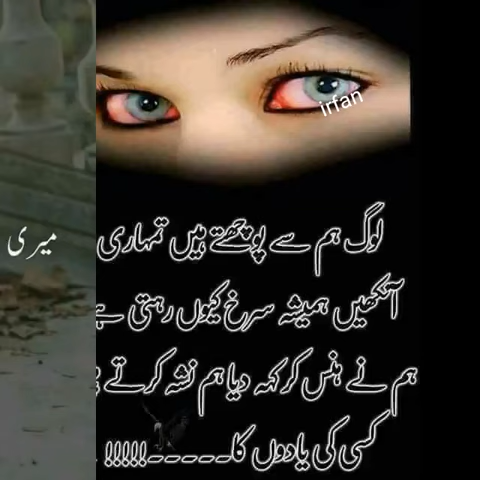 irfan
لوگ ہم سے پوچھتے ہیں تمہاری
آنکھیں ہمیشہ سرخ کیوں رہتی
ہم نے ہنس کر کہہ دیا ہم نشہ کرتے
کسی کی یادوں کا۔۔۔۔۔!!!!!
میری